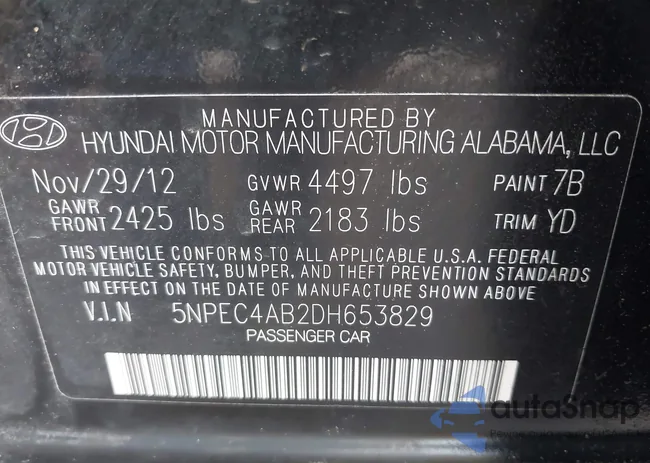 MANUFACTURED BY
HYUNDAI MOTOR MANUFACTURING ALABAMA, LLC
Nov/29/12 GVWR 4497 lbs PAINT 7B
GAWR FRONT 2425 lbs GAWR REAR 2183 lbs TRIM YD
THIS VEHICLE CONFORMS TO ALL APPLICABLE U.S.A. FEDERAL
MOTOR VEHICLE SAFETY, BUMPER, AND THEFT PREVENTION STANDARDS
IN EFFECT ON THE DATE OF MANUFACTURE SHOWN ABOVE
V.I.N 5NPEC4AB2DH653829
PASSENGER CAR
autoSnap